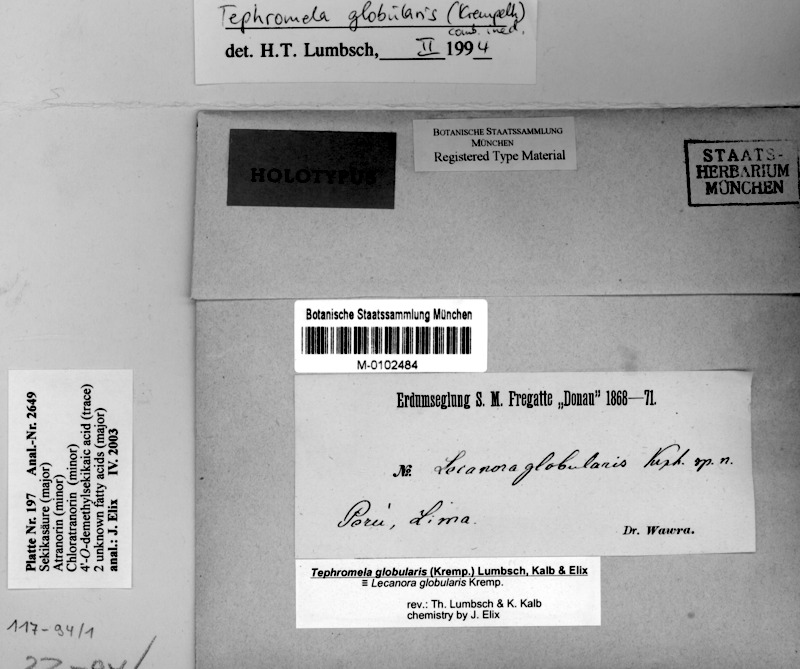 Tephromela globularis (Krempelh)
comb. ined.
det. H.T. Lumbsch, II 1994
HOLOTYPUS
BOTANISCHE STAATSSAMMLUNG
MÜNCHEN
Registered Type Material
STAATS-
HERBARIUM
MÜNCHEN
Botanische Staatssammlung München
M-0102484
Erdumseglung S. M. Fregatte „Donau" 1868—71.
Nr. Lecanora globularis Krph. sp. n.
Perú, Lima.
Dr. Wawra.
Tephromela globularis (Kremp.) Lumbsch, Kalb & Elix
≡ Lecanora globularis Kremp.
rev.: Th. Lumbsch & K. Kalb
chemistry by J. Elix
Platte Nr. 197 Anal.-Nr. 2649
Sekikasäure (major)
Atranorin (minor)
Chloratranorin (minor)
4'-O-demethylsekikaic acid (trace)
2 unknown fatty acids (major)
anal.: J. Elix IV. 2003
117-94/1